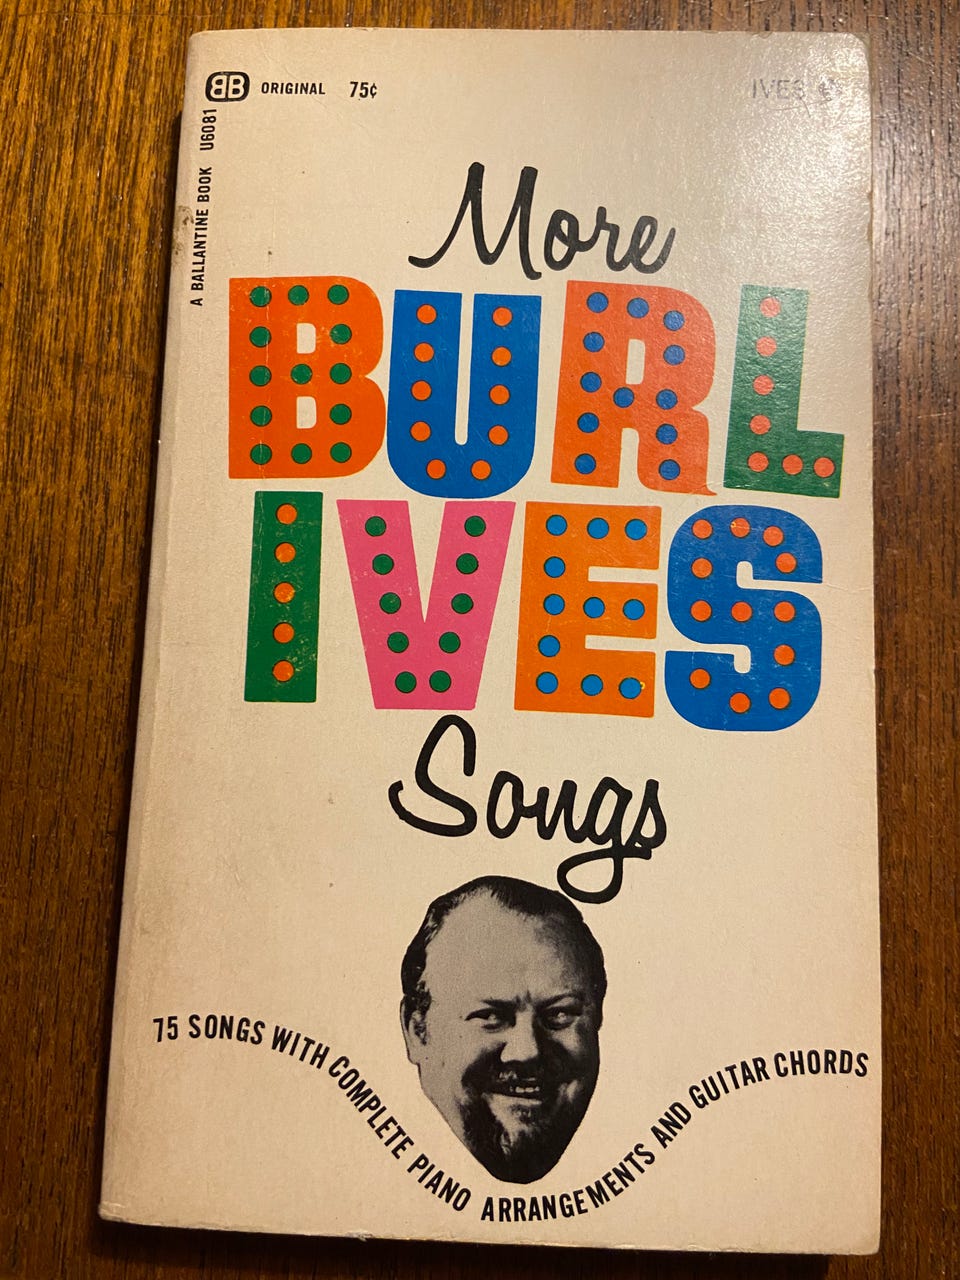 BB ORIGINAL 75¢
IVES
A BALLANTINE BOOK U6081
More
BURL
IVES
Songs
75 SONGS WITH COMPLETE PIANO ARRANGEMENTS AND GUITAR CHORDS